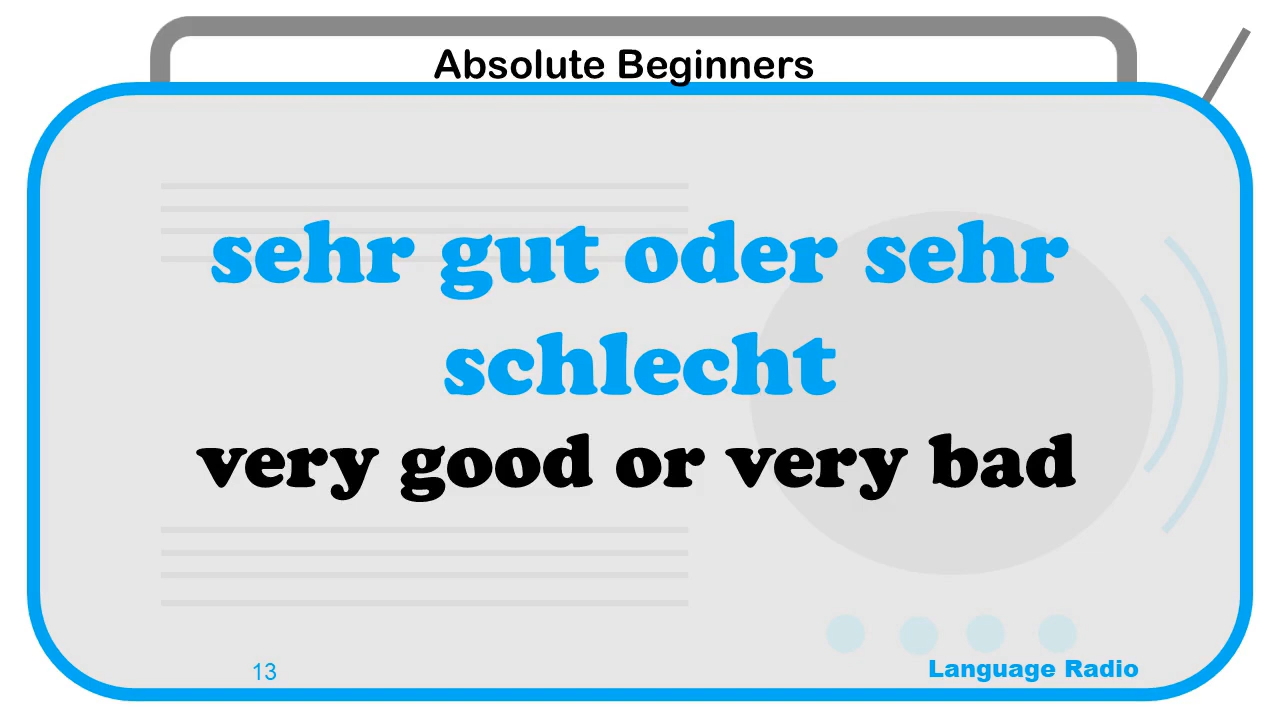 Absolute Beginners
sehr gut oder sehr
schlecht
very good or very bad
13
Language Radio